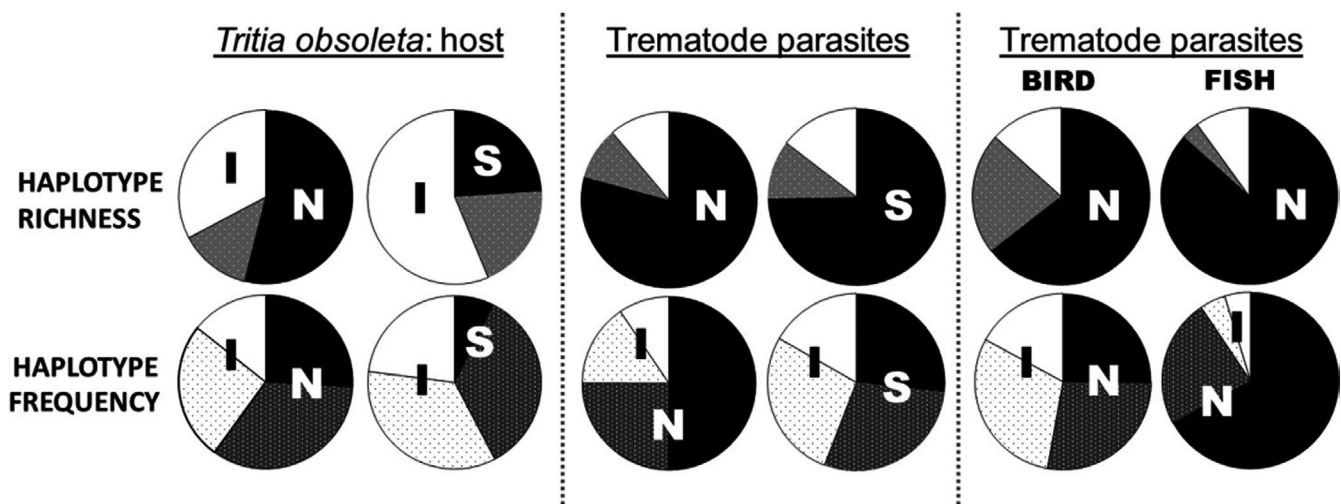 Tritia obsoleta: host
Trematode parasites
Trematode parasites
BIRD
FISH
HAPLOTYPE
RICHNESS
I
N
I
S
N
S
N
N
HAPLOTYPE
FREQUENCY
I
N
I
S
I
N
I
S
I
N
I
N